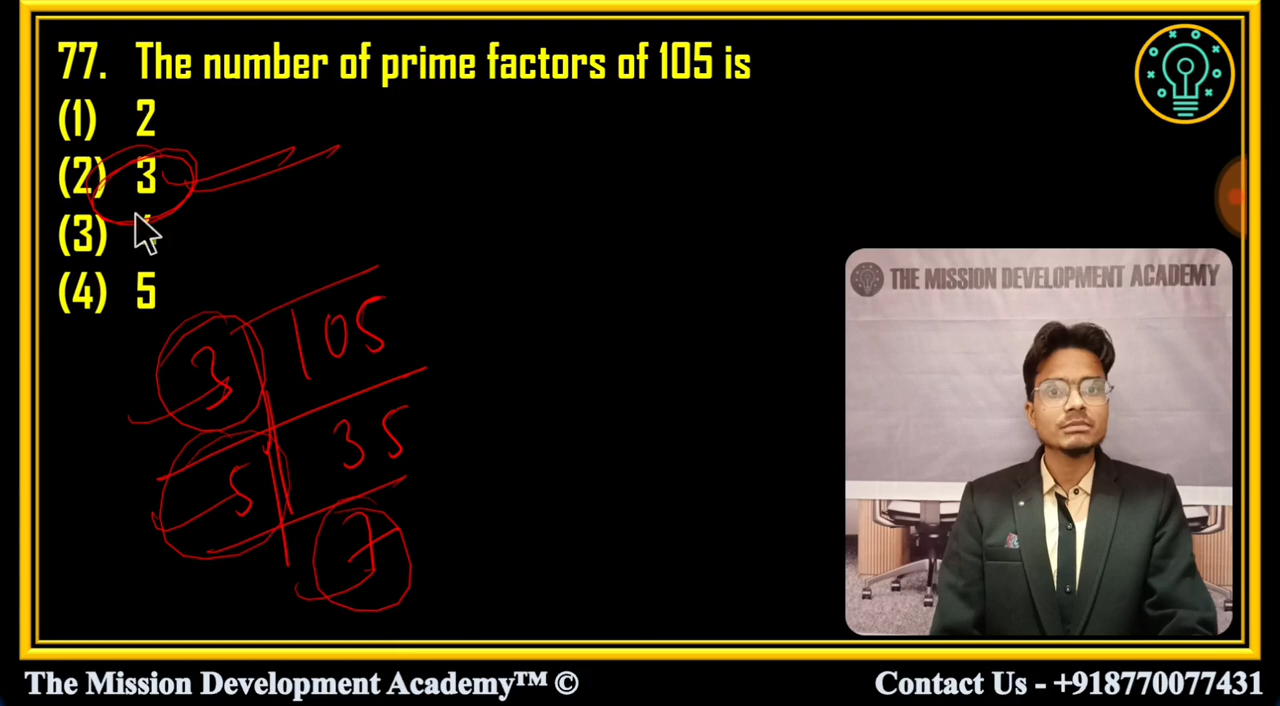 77. The number of prime factors of 105 is
(1) 2
(2) 3
(3)
(4) 5
3 105
5 35
7
THE MISSION DEVELOPMENT ACADEMY
The Mission Development Academy™ ©
Contact Us - +918770077431